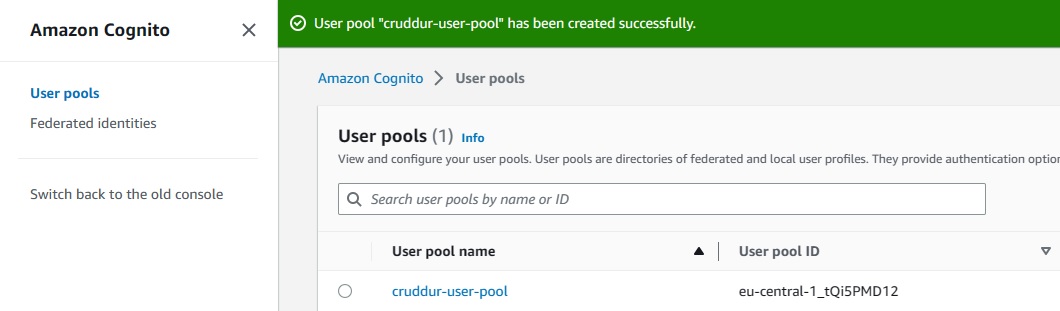 Amazon Cognito
User pools
Federated identities
Switch back to the old console
User pool "cruddur-user-pool" has been created successfully.
Amazon Cognito User pools
User pools (1) Info
View and configure your user pools. User pools are directories of federated and local user profiles. They provide authentication optio
Search user pools by name or ID
User pool name User pool ID
cruddur-user-pool eu-central-1_tQi5PMD12